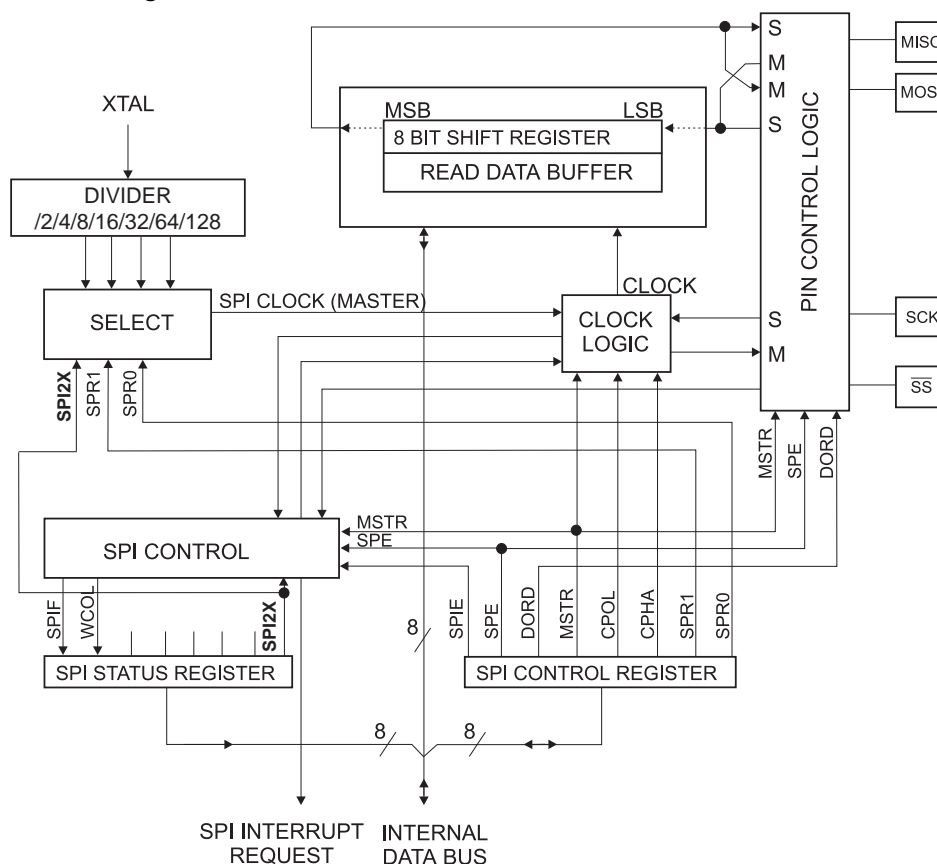 S
MISO
M
M
MOSI
XTAL
MSB
LSB
S
8 BIT SHIFT REGISTER
READ DATA BUFFER
DIVIDER
/2/4/8/16/32/64/128
PIN CONTROL LOGIC
SPI CLOCK (MASTER)
CLOCK
SELECT
CLOCK
LOGIC
S
SCK
M
SS
SPI2X
SPR1
SPR0
MSTR
SPE
DORD
MSTR
SPE
SPI CONTROL
SPIF
WCOL
SPI2X
8
SPIE
SPE
DORD
MSTR
CPOL
CPHA
SPR1
SPR0
SPI STATUS REGISTER
SPI CONTROL REGISTER
8
8
SPI INTERRUPT
REQUEST
INTERNAL
DATA BUS